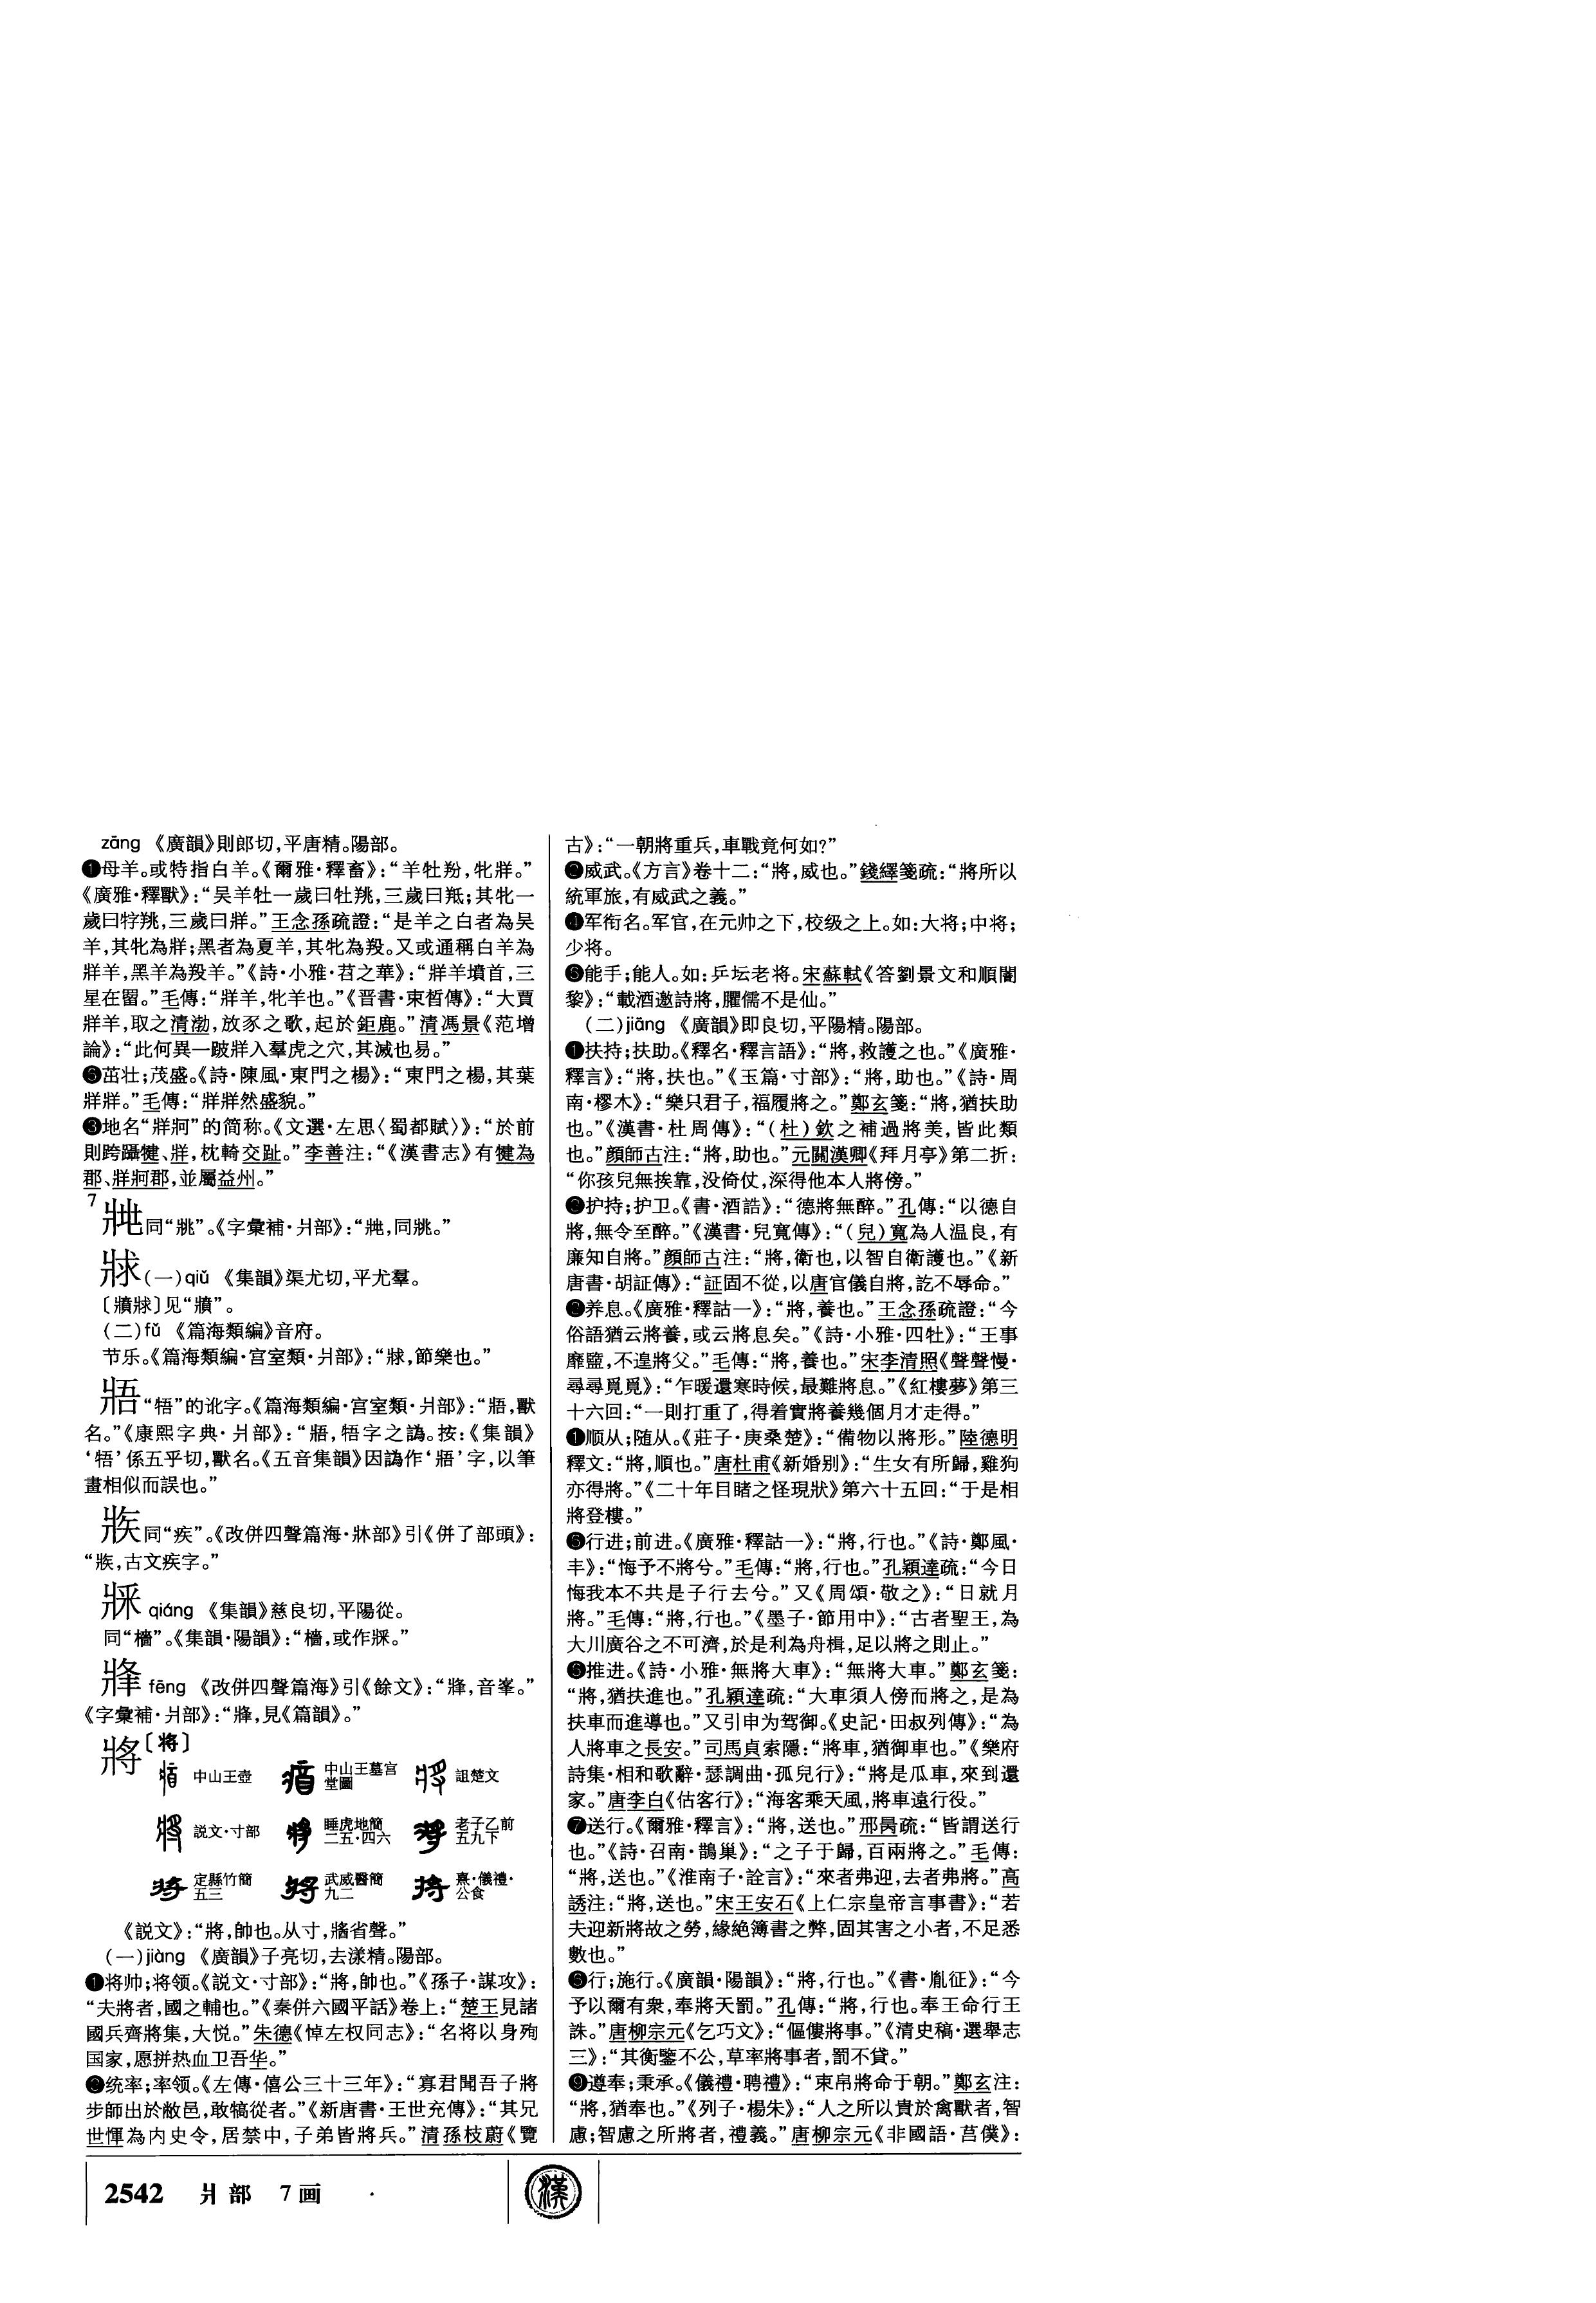 zāng 《廣韻》則郎切,平唐精。陽部。
❶母羊。或特指白羊。《爾雅·釋畜》:“羊牡羒,牝牂。”
《廣雅·釋獸》:“吴羊牡一歲曰牡䍮,三歲曰羝;其牝一
歲曰牸䍮,三歲曰牂。”王念孫疏證:“是羊之白者為吴
羊,其牝為牂;黑者為夏羊,其牝為羖。又或通稱白羊為
牂羊,黑羊為羖羊。”《詩·小雅·苕之華》:“牂羊墳首,三
星在罶。”毛傳:“牂羊,牝羊也。”《晋書·束晳傳》:“大賈
牂羊,取之清渤,放豕之歌,起於鉅鹿。”清馮景《范增
論》:“此何異一跛牂入羣虎之穴,其滅也易。”
茁壮;茂盛。《詩·陳風·東門之楊》:“東門之楊,其葉
牂牂。”毛傳:“牂牂然盛貌。”
❸地名“牂牁”的简称。《文選·左思〈蜀都賦〉》:“於前
則跨躡犍、牂,枕輢交趾。”李善注:“《漢書志》有犍為
郡、牂牁郡,並屬益州。”
7
同“牃”。《字彙補·爿部》:
(一)qiǔ 《集韻》渠尤切,平尤羣。
见“牘”。
(二)fǔ 《篇海類編》音府。
节乐。《篇海類編·宫室類·爿部》:“,節樂也。”
牾“牾”的讹字。《篇海類編·宫室類·爿部》:“,獸
名。”《康熙字典·爿部》:“,牾字之譌。按:《集韻》
‘牾’係五乎切,獸名。《五音集韻》因譌作‘’字,以筆
畫相似而誤也。”
同“疾”。《改併四聲篇海·牀部》引《併了部頭》:
“,古文疾字。”
qiáng 《集韻》慈良切,平陽從。
同“檣”。《集韻·陽韻》:“檣,或作。”
fēng 《改併四聲篇海》引《餘文》:“,音峯。”
《字彙補·爿部》:“,見《篇韻》。”
將〔将〕
中山王壺 中山王墓宫堂圖 詛楚文
説文·寸部 睡虎地簡二五·四六 老子乙前五九下
定縣竹簡五三 武威醫簡九二 熹·儀禮·公食
《説文》:“將,帥也。从寸,牆省聲。”
(一)jiàng 《廣韻》子亮切,去漾精。陽部。
❶将帅;将领。《説文·寸部》:“將,帥也。”《孫子·謀攻》:
“夫將者,國之輔也。”《秦併六國平話》卷上:“楚王見諸
國兵齊將集,大悦。”朱德《悼左权同志》:“名将以身殉
国家,愿拼热血卫吾华。”
统率;率领。《左傳·僖公三十三年》:“寡君聞吾子將
步師出於敝邑,敢犒從者。”《新唐書·王世充傳》:“其兄
世惲為内史令,居禁中,子弟皆將兵。”清孫枝蔚《覽
古》:“一朝將重兵,車戰竟何如?”
威武。《方言》卷十二:“將,威也。”錢繹箋疏:“將所以
統軍旅,有威武之義。”
❹军衔名。军官,在元帅之下,校级之上。如:大将;中将;
少将。
❺能手;能人。如:乒坛老将。宋蘇軾《答劉景文和順闍
黎》:“載酒邀詩將,臞儒不是仙。”
(二)jiāng 《廣韻》即良切,平陽精。陽部。
❶扶持;扶助。《釋名·釋言語》:“將,救護之也。”《廣雅·
釋言》:“將,扶也。”《玉篇·寸部》:“將,助也。”《詩·周
南·樛木》:“樂只君子,福履將之。”鄭玄箋:“將,猶扶助
也。”《漢書·杜周傳》:“(杜)欽之補過將美,皆此類
也。”顔師古注:“將,助也。”元關漢卿《拜月亭》第二折:
“你孩兒無挨靠,没倚仗,深得他本人將傍。”
❷护持;护卫。《書·酒誥》:“德將無醉。”孔傳:“以德自
將,無令至醉。”《漢書·兒寬傳》:“(兒)寬為人温良,有
廉知自將。”顔師古注:“將,衛也,以智自衛護也。”《新
唐書·胡証傳》:“証固不從,以唐官儀自將,訖不辱命。”
养息。《廣雅·釋詁一》:“將,養也。”王念孫疏證:“今
俗語猶云將養,或云將息矣。”《詩·小雅·四牡》:“王事
靡盬,不遑將父。”毛傳:“將,養也。”宋李清照《聲聲慢·
尋尋覓覓》:“乍暖還寒時候,最難將息。”《紅樓夢》第三
十六回:“一則打重了,得着實將養幾個月才走得。”
顺从;随从。《莊子·庚桑楚》:“備物以將形。”陸德明
釋文:“將,順也。”唐杜甫《新婚别》:“生女有所歸,雞狗
亦得將。”《二十年目睹之怪現狀》第六十五回:“于是相
將登樓。”
行进;前进。《廣雅·釋詁一》:“將,行也。”《詩·鄭風·
丰》:“悔予不將兮。”毛傳:“將,行也。”孔穎達疏:“今日
悔我本不共是子行去兮。”又《周頌·敬之》:“日就月
將。”毛傳:“將,行也。”《墨子·節用中》:“古者聖王,為
大川廣谷之不可濟,於是利為舟楫,足以將之則止。”
推进。《詩·小雅·無將大車》:“無將大車。”鄭玄箋:
“將,猶扶進也。”孔穎達疏:“大車須人傍而將之,是為
扶車而進導也。”又引申为驾御。《史記·田叔列傳》:“為
人將車之長安。”司馬貞索隱:“將車,猶御車也。”《樂府
詩集·相和歌辭·瑟調曲·孤兒行》:“將是瓜車,來到還
家。”唐李白《估客行》:“海客乘天風,將車遠行役。”
❼送行。《爾雅·釋言》:“將,送也。”邢昺疏:“皆謂送行
也。”《詩·召南·鵲巢》:“之子于歸,百兩將之。”毛傳:
“將,送也。”《淮南子·詮言》:“來者弗迎,去者弗將。”高
誘注:“將,送也。”宋王安石《上仁宗皇帝言事書》:“若
夫迎新將故之勞,緣絶簿書之弊,固其害之小者,不足悉
數也。”
行;施行。《廣韻·陽韻》:“將,行也。”《書·胤征》:“今
予以爾有衆,奉將天罰。”孔傳:“將,行也。奉王命行王
誅。”唐柳宗元《乞巧文》:“傴僂將事。”《清史稿·選舉志
三》:“其衡鑒不公,草率將事者,罰不貸。”
❾遵奉;秉承。《儀禮·聘禮》:“束帛將命于朝。”鄭玄注:
“將,猶奉也。”《列子·楊朱》:“人之所以貴於禽獸者,智
慮;智慮之所將者,禮義。”唐柳宗元《非國語·莒僕》:
2542 爿部 7画
漢